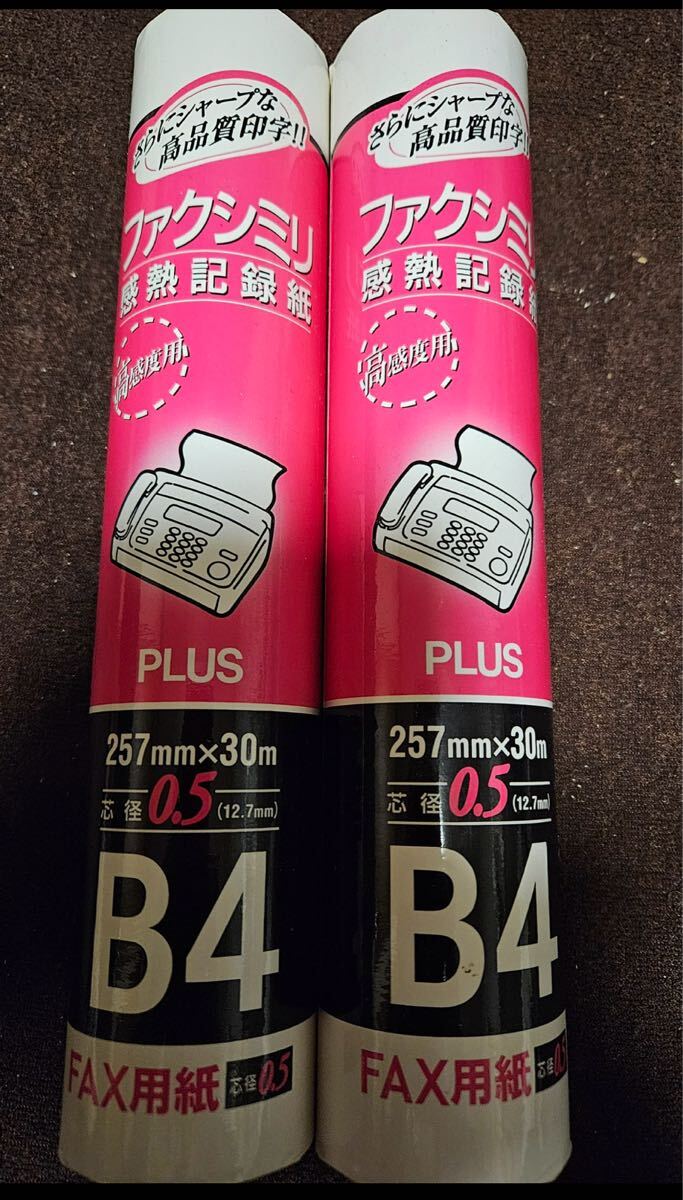 さらにシャープな
高品質印字!!
ファクシミリ
感熱記録紙
高感度用
PLUS
257mm×30m
芯径0.5(12.7mm)
B4
FAX用紙 芯径0.5
さらにシャープな
高品質印字!!
ファクシミリ
感熱記録紙
高感度用
PLUS
257mm×30m
芯径0.5(12.7mm)
B4
FAX用紙 芯径0.5